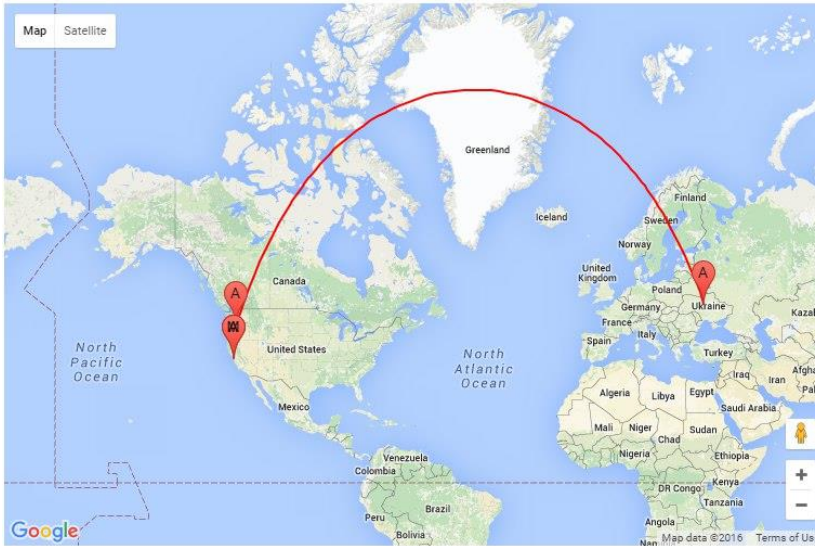 Map Satellite
Greenland
Finland
Iceland
Sweden
Norway
A
Canada
United
Kingdom
Poland
A
Ukraine
Germany
France
Kazal
Italy
Spain
Turkey
North
Pacific
Ocean
United States
North
Atlantic
Ocean
Iraq
Iran
Afgha
Pal
Algeria
Libya
Egypt
Saudi Arabia
Mexico
Mali
Niger
Chad
Sudan
Nigeria
Ethiopia
Venezuela
Colombia
DR Congo
Kenya
Tanzania
Peru
Brazil
Bolivia
Angola
Nan
Google
Map data ©2016 Terms of Us